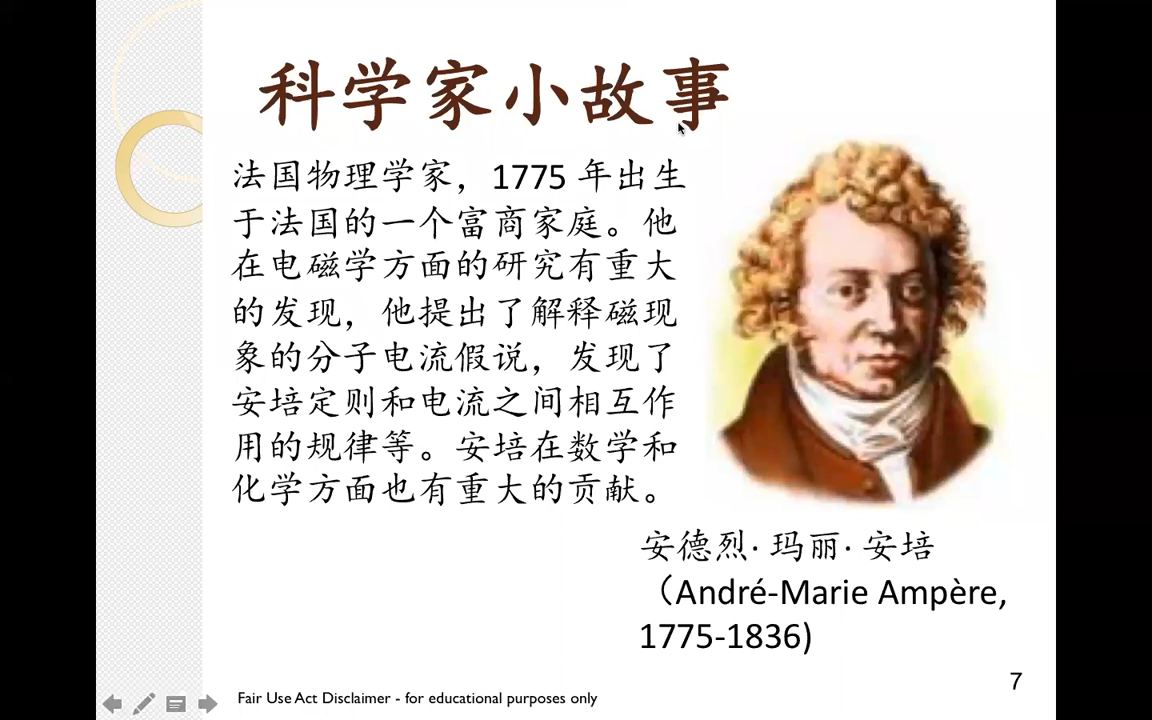 科学家小故事
法国物理学家，1775 年出生
于法国的一个富商家庭。他
在电磁学方面的研究有重大
的发现，他提出了解释磁现
象的分子电流假说，发现了
安培定则和电流之间相互作
用的规律等。安培在数学和
化学方面也有重大的贡献。
安德烈· 玛丽· 安培
（André-Marie Ampère,
1775-1836)
7
Fair Use Act Disclaimer - for educational purposes only